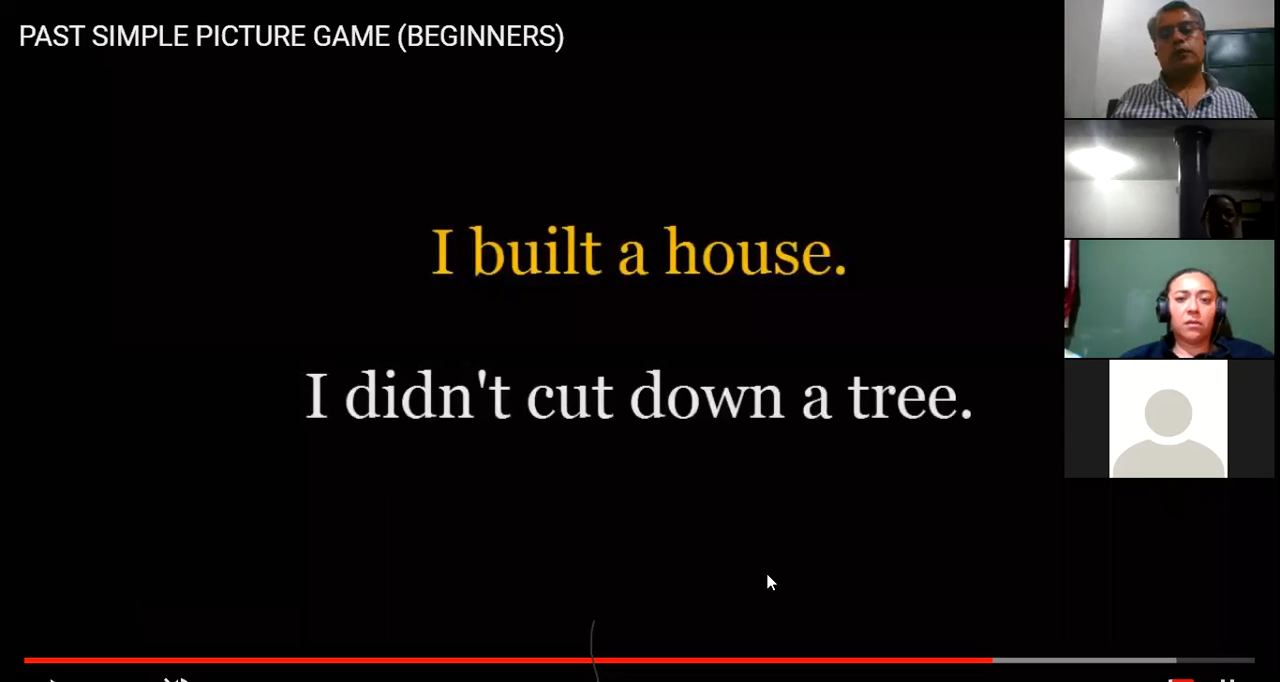 PAST SIMPLE PICTURE GAME (BEGINNERS)
I built a house.
I didn't cut down a tree.